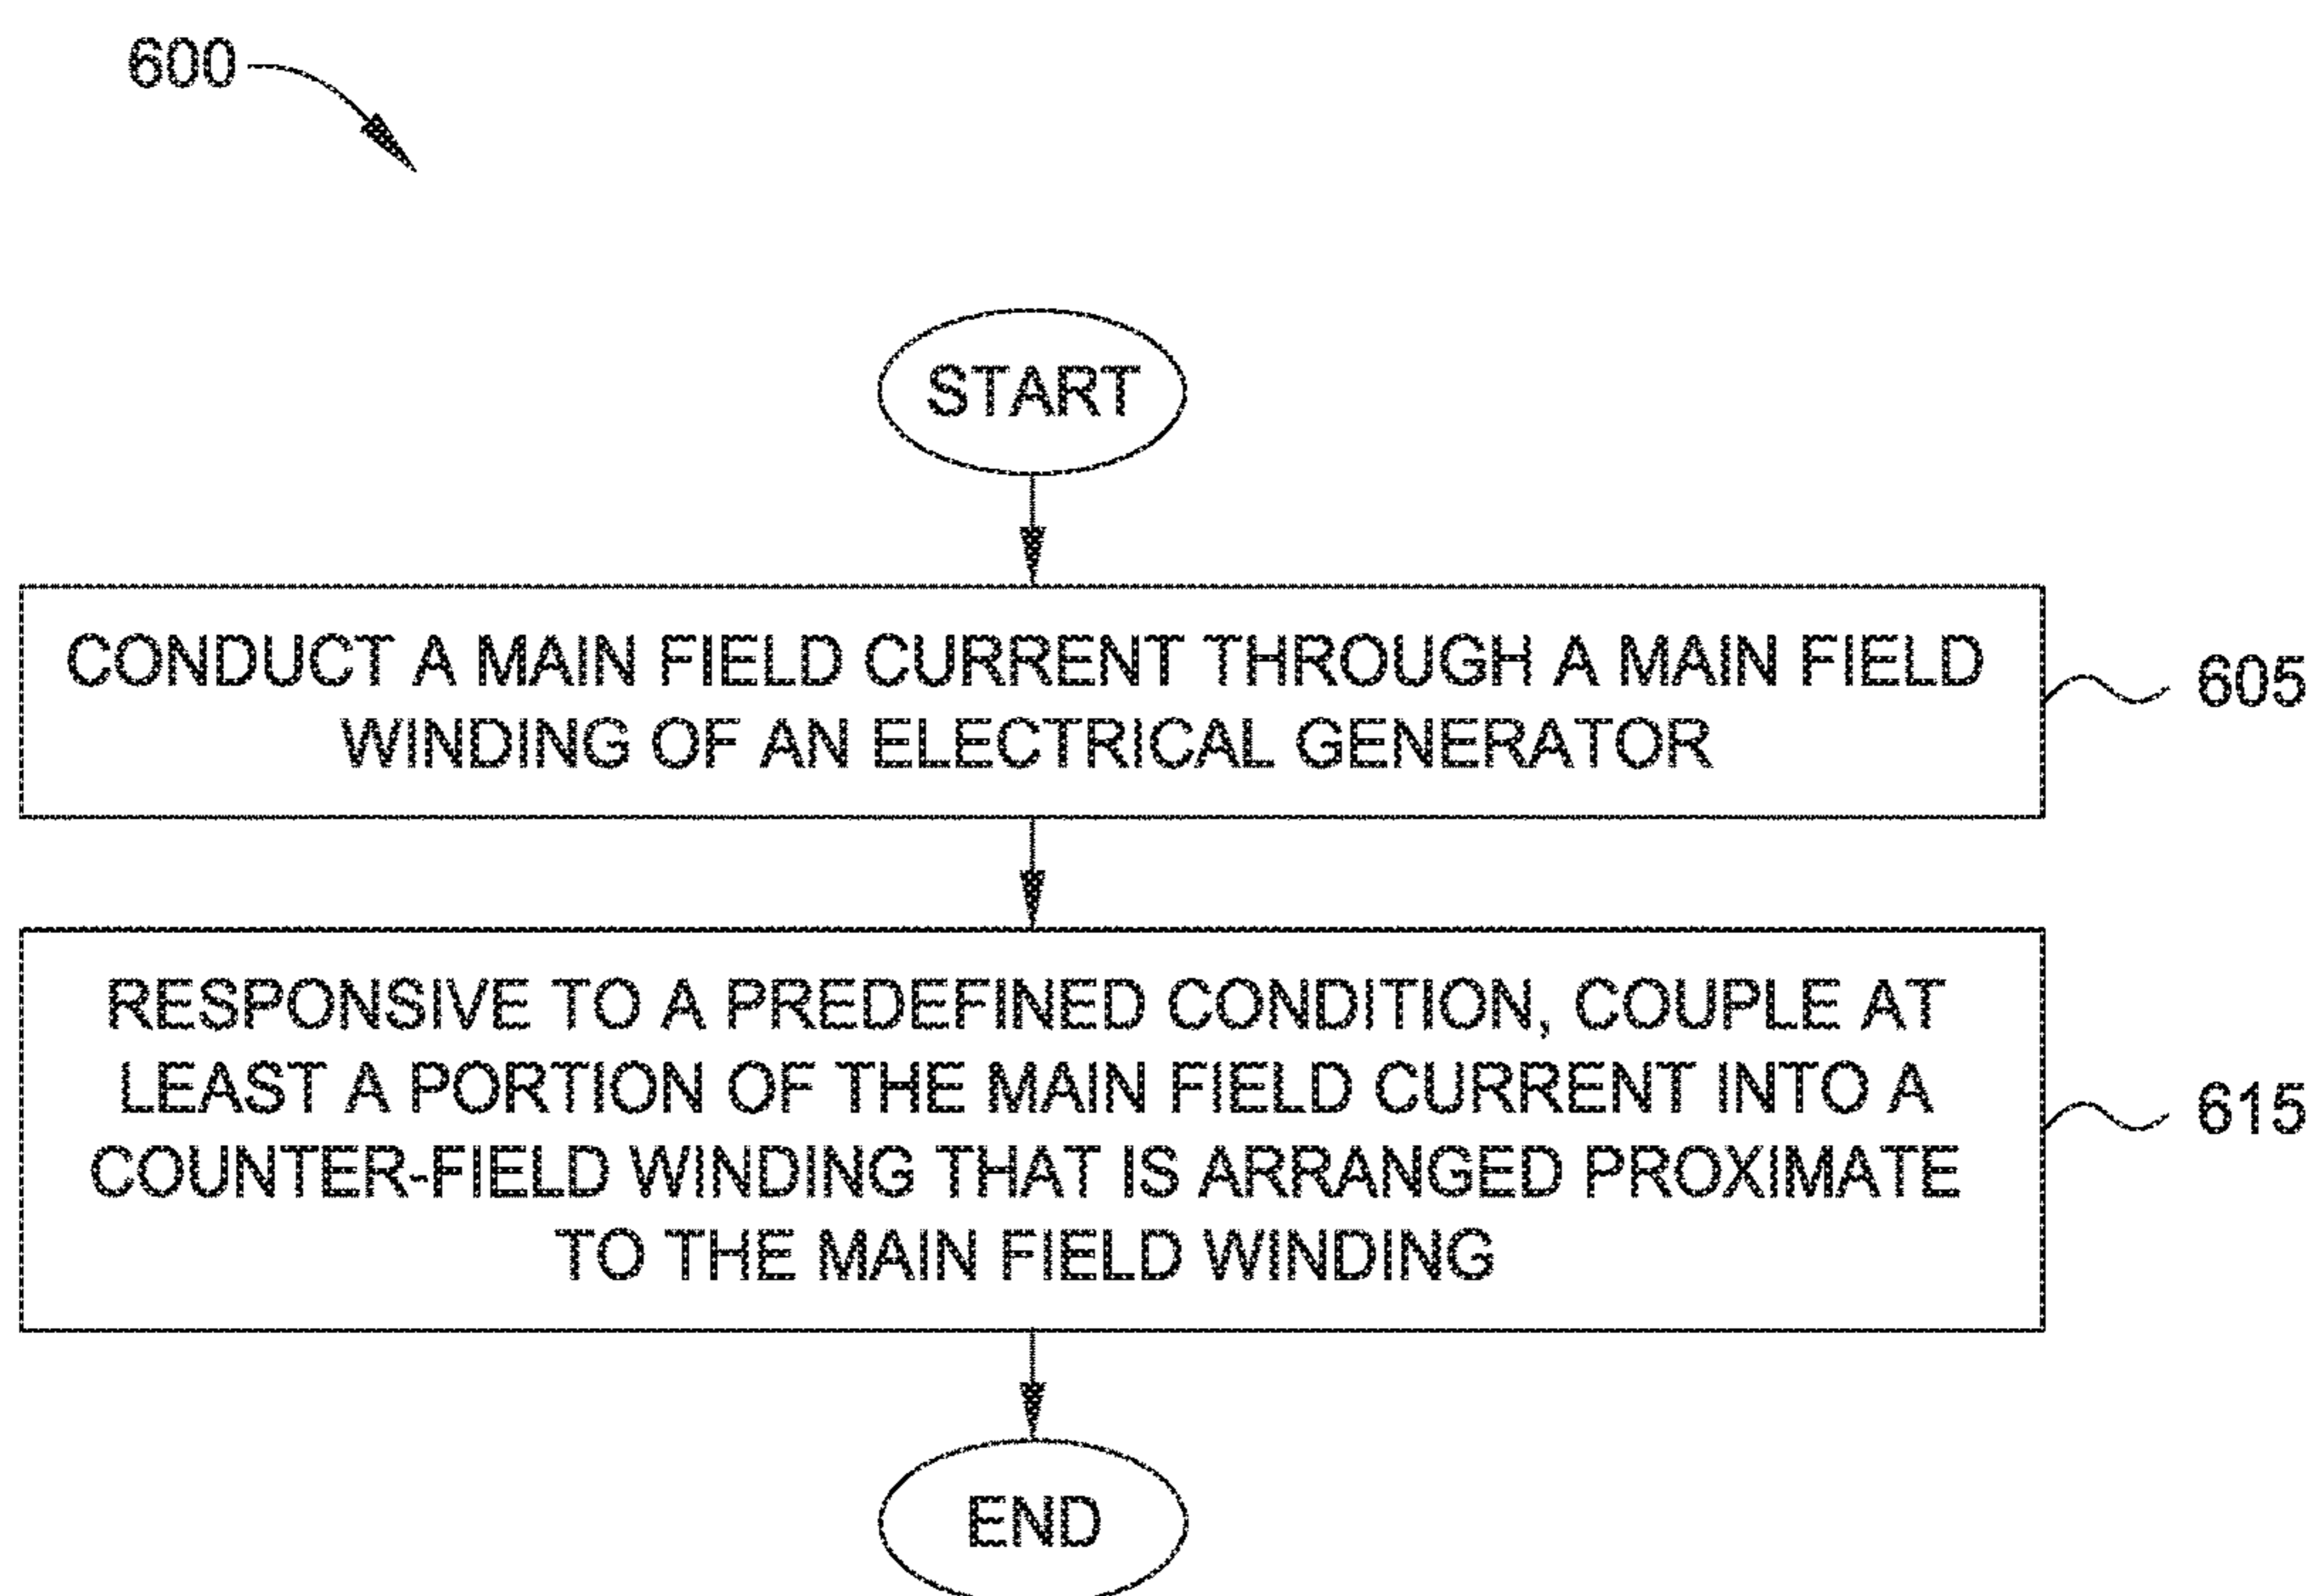 600
START
CONDUCT A MAIN FIELD CURRENT THROUGH A MAIN FIELD
WINDING OF AN ELECTRICAL GENERATOR
605
RESPONSIVE TO A PREDEFINED CONDITION, COUPLE AT
LEAST A PORTION OF THE MAIN FIELD CURRENT INTO A
COUNTER-FIELD WINDING THAT IS ARRANGED PROXIMATE
TO THE MAIN FIELD WINDING
615
END